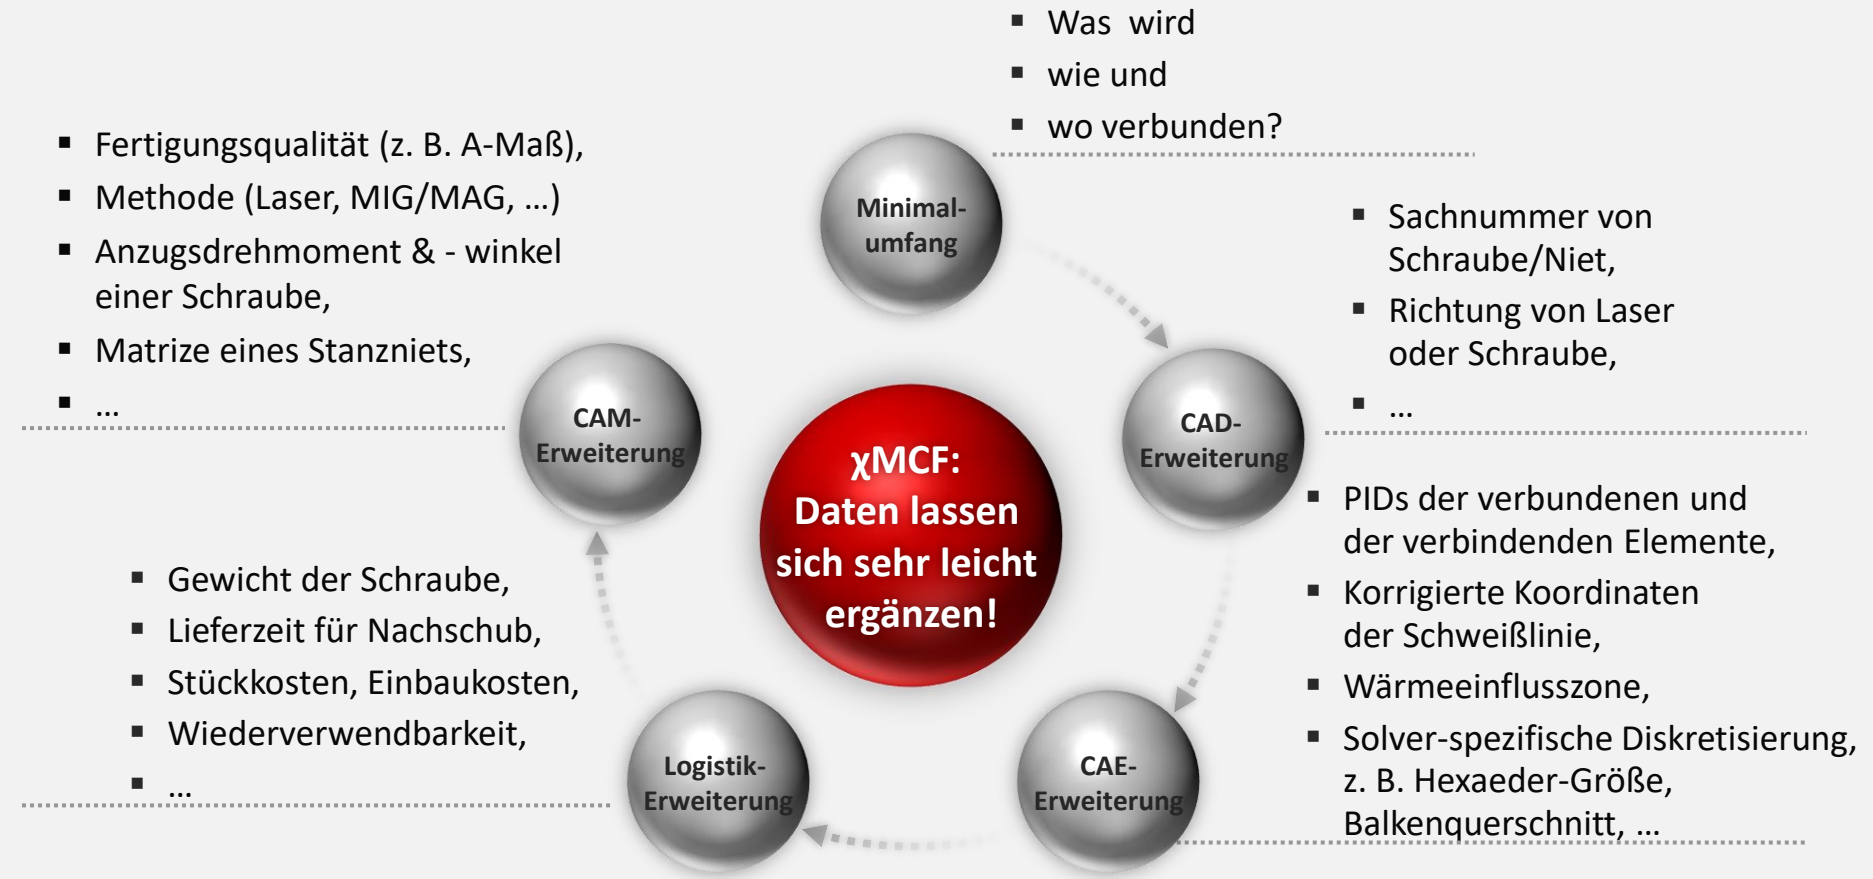 ▪ Was  wird
▪ wie und
▪ wo verbunden?
Minimal-
umfang
▪ Sachnummer von
Schraube/Niet,
▪ Richtung von Laser
oder Schraube,
▪ ...
CAD-
Erweiterung
▪ PIDs der verbundenen und
der verbindenden Elemente,
▪ Korrigierte Koordinaten
der Schweißlinie,
▪ Wärmeeinflusszone,
▪ Solver-spezifische Diskretisierung,
z. B. Hexaeder-Größe,
Balkenquerschnitt, ...
CAE-
Erweiterung
▪ Gewicht der Schraube,
▪ Lieferzeit für Nachschub,
▪ Stückkosten, Einbaukosten,
▪ Wiederverwendbarkeit,
▪ ...
Logistik-
Erweiterung
▪ Fertigungsqualität (z. B. A-Maß),
▪ Methode (Laser, MIG/MAG, ...)
▪ Anzugsdrehmoment & - winkel
einer Schraube,
▪ Matrize eines Stanzniets,
▪ ...
CAM-
Erweiterung
χMCF:
Daten lassen
sich sehr leicht
ergänzen!